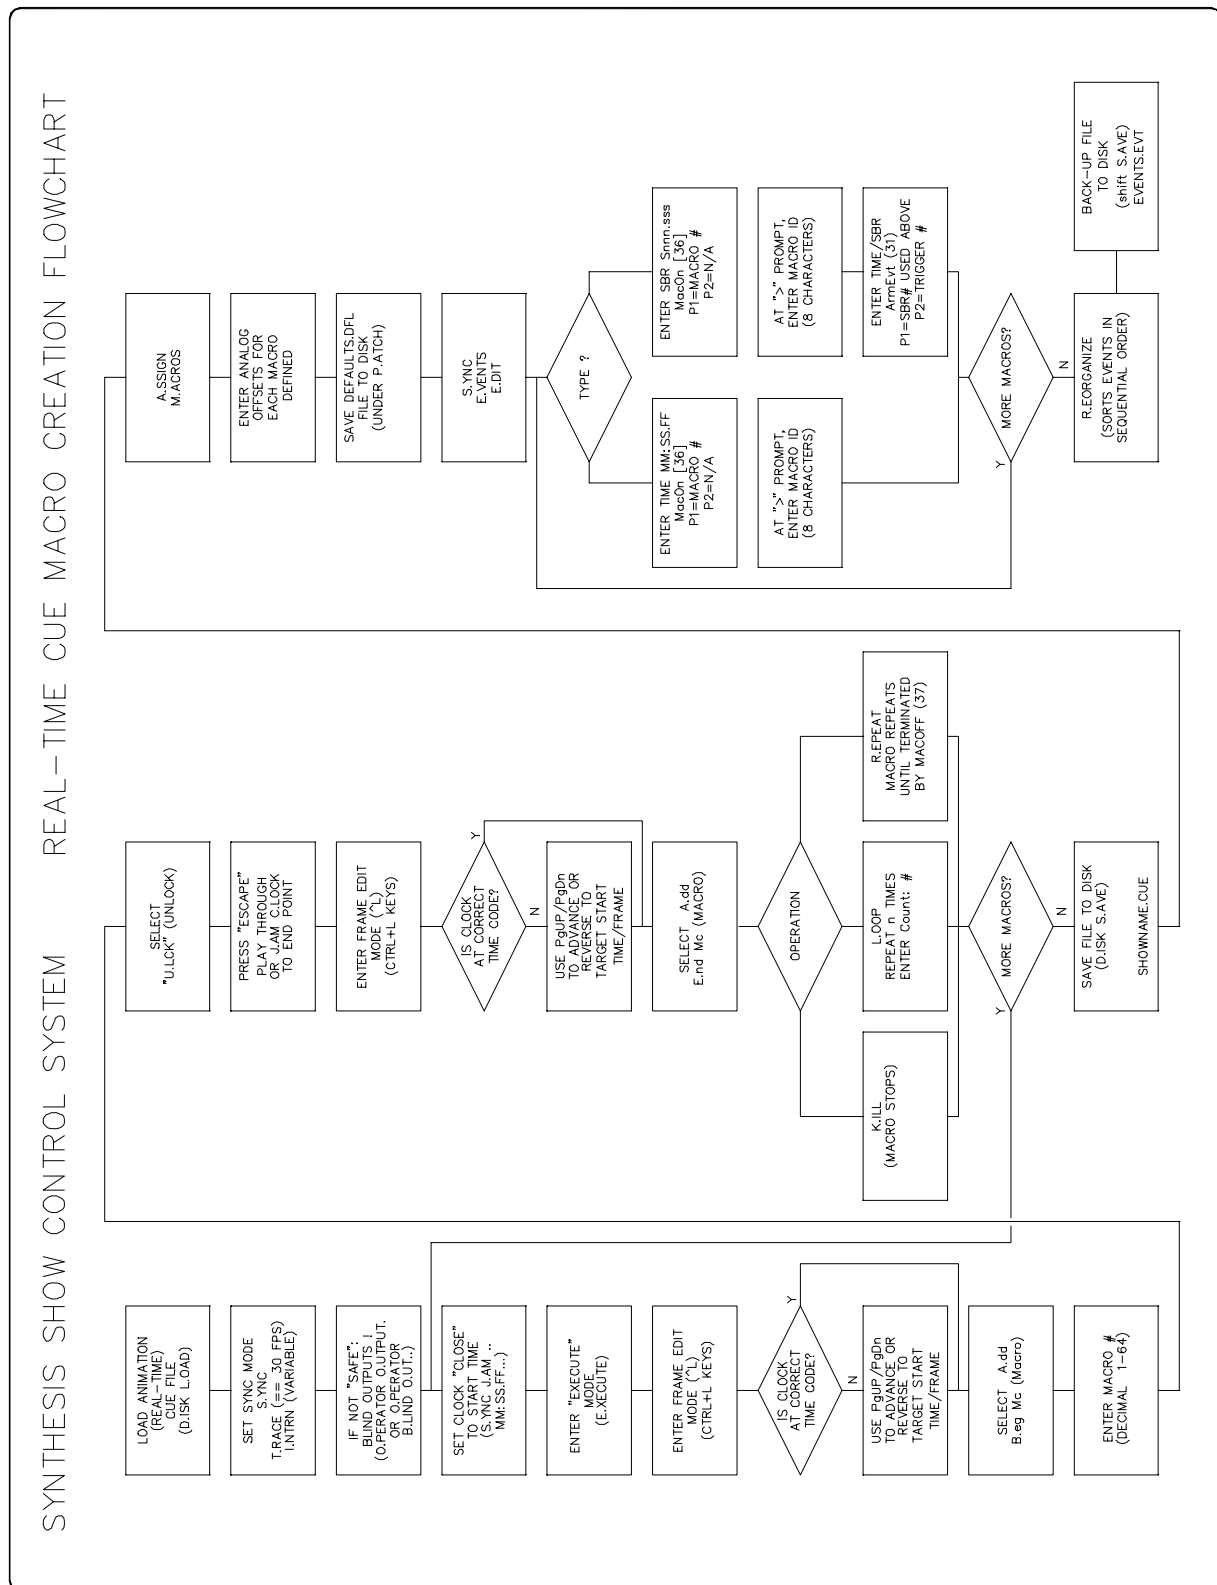 SYNTHESIS SHOW CONTROL SYSTEM REAL-TIME CUE MACRO CREATION FLOWCHART
LOAD ANIMATION
(REAL-TIME)
CUE FILE
(D.ISK L.OAD)
SET SYNC MODE
S.YNC
T.RACE (== 30 FPS)
I.NTRN (VARIABLE)
IF NOT "SAFE":
BLIND OUTPUTS !
(O.PERATOR O.UTPUT.
OR O.OPERATOR
B.LIND O.UT..)
SET CLOCK "CLOSE"
TO START TIME
(S.YNC J.AM ..
MM:SS.FF...)
ENTER "EXECUTE"
MODE
(E.XECUTE)
ENTER FRAME EDIT
MODE (^L)
(CTRL+L KEYS)
IS CLOCK
AT CORRECT
TIME CODE?
Y
N
USE PgUP/PgDn
TO ADVANCE OR
REVERSE TO
TARGET START
TIME/FRAME
SELECT A.dd
B.eg Mc (Macro)
ENTER MACRO #
(DECIMAL 1-64)
SELECT
"U.LCK" (UNLOCK)
PRESS "ESCAPE"
PLAY THROUGH
OR J.AM C.LOCK
TO END POINT
ENTER FRAME EDIT
MODE (^L)
(CTRL+L KEYS)
IS CLOCK
AT CORRECT
TIME CODE?
Y
N
USE PgUP/PgDn
TO ADVANCE OR
REVERSE TO
TARGET START
TIME/FRAME
SELECT A.dd
E.nd Mc (MACRO)
OPERATION
K.ILL
(MACRO STOPS)
L.OOP
REPEAT n TIMES
ENTER Count: #
R.EPEAT
MACRO REPEATS
UNTIL TERMINATED
BY MACOFF (37)
MORE MACROS?
Y
N
SAVE FILE TO DISK
(D.ISK S.AVE)
SHOWNAME.CUE
A.SSIGN
M.ACROS
ENTER ANALOG
OFFSETS FOR
EACH MACRO
DEFINED
SAVE DEFAULTS.DFL
FILE TO DISK
(UNDER P.ATCH)
S.YNC
E.VENTS
E.DIT
TYPE ?
ENTER TIME MM:SS.FF
MacOn [36]
P1=MACRO #
P2=N/A
ENTER SBR Snnn.sss
MacOn [36]
P1=MACRO #
P2=N/A
AT ">" PROMPT,
ENTER MACRO ID
(8 CHARACTERS)
AT ">" PROMPT,
ENTER MACRO ID
(8 CHARACTERS)
ENTER TIME/SBR
ArmEvt (31)
P1=SBR# USED ABOVE
P2=TRIGGER #
MORE MACROS?
Y
N
R.EORGANIZE
(SORTS EVENTS IN
SEQUENTIAL ORDER)
BACK-UP FILE
TO DISK
(shift S.AVE)
EVENTS.EVT